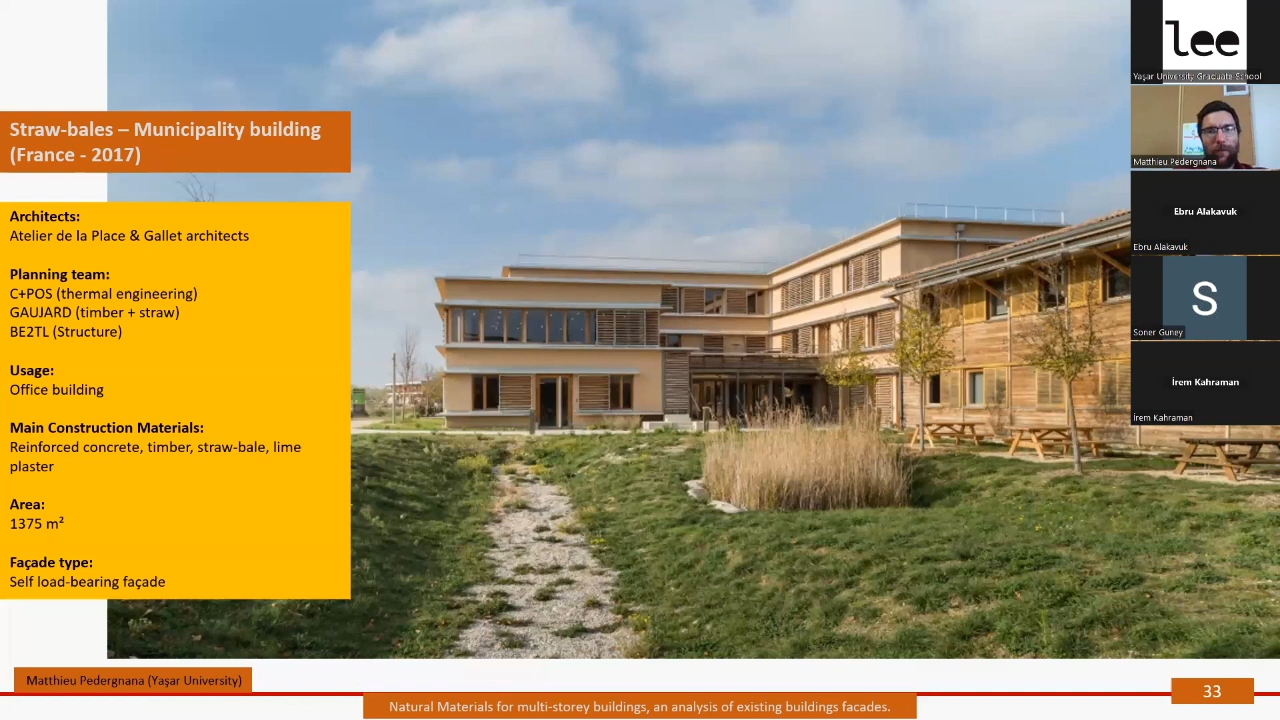 Straw-bales – Municipality building
(France - 2017)
Architects:
Atelier de la Place & Gallet architects
Planning team:
C+POS (thermal engineering)
GAUJARD (timber + straw)
BE2TL (Structure)
Usage:
Office building
Main Construction Materials:
Reinforced concrete, timber, straw-bale, lime
plaster
Area:
1375 m²
Façade type:
Self load-bearing façade
Matthieu Pedergnana (Yaşar University)
Natural Materials for multi-storey buildings, an analysis of existing buildings facades.
33
lee
Yaşar University Graduate School
Matthieu Pedergnana
Ebru Alakavuk
Ebru Alakavuk
S
Soner Guney
İrem Kahraman
İrem Kahraman